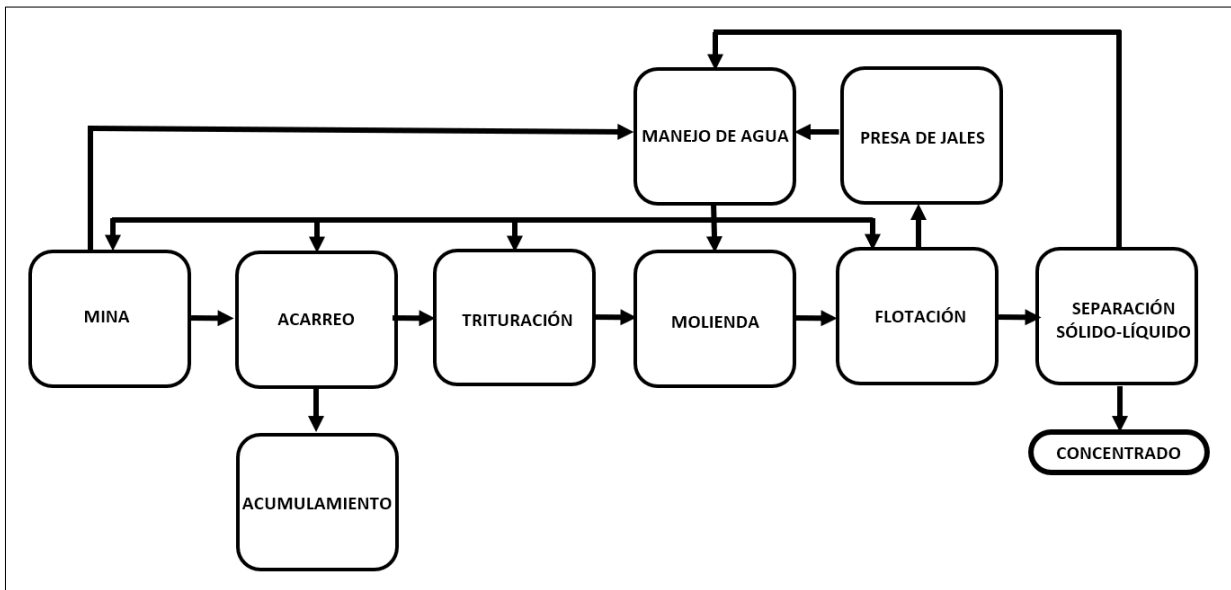 MANEJO DE AGUA
PRESA DE JALES
MINA
ACARREO
TRITURACIÓN
MOLIENDA
FLOTACIÓN
SEPARACIÓN
SÓLIDO-LÍQUIDO
ACUMULAMIENTO
CONCENTRADO